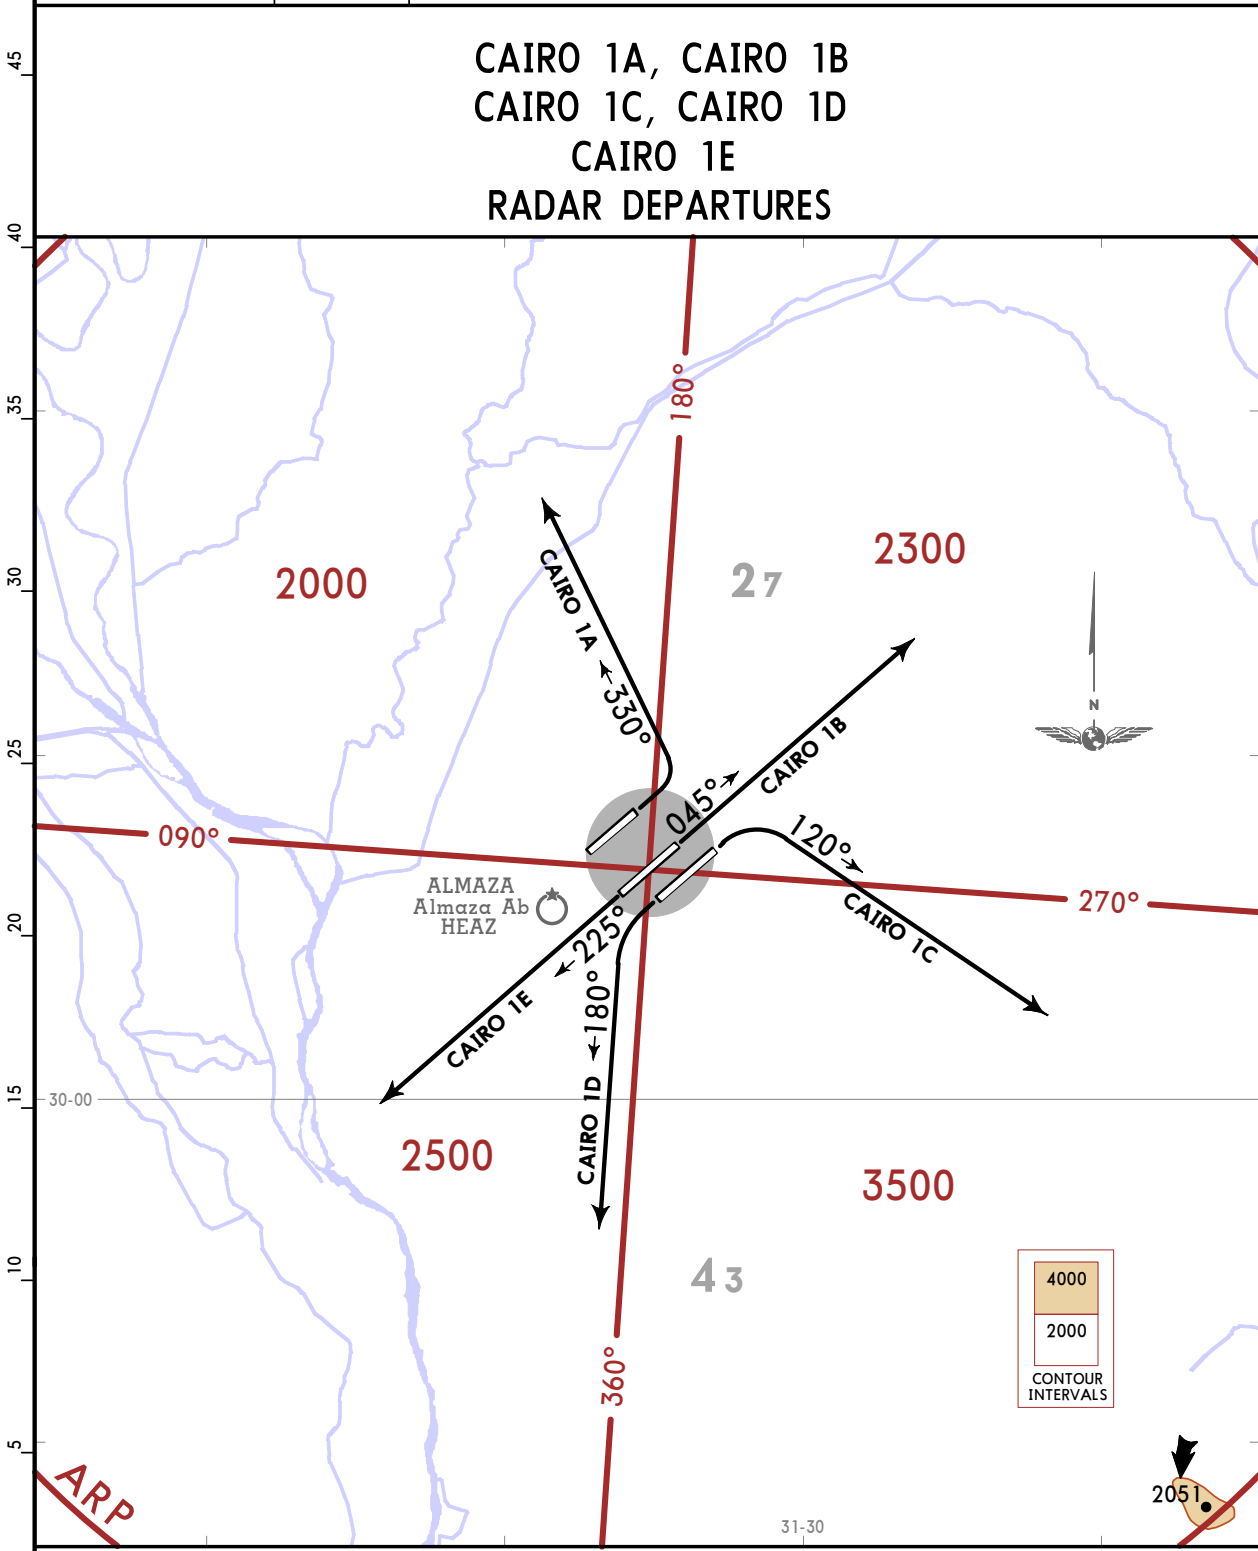 CAIRO 1A, CAIRO 1B
CAIRO 1C, CAIRO 1D
CAIRO 1E
RADAR DEPARTURES
45
40
35
30
25
20
15
10
5
180°
2000
2300
27
CAIRO 1A
330°
N
CAIRO 1B
045°
090°
120°
270°
CAIRO 1C
ALMAZA
Almaza Ab
HEAZ
225°
CAIRO 1E
180°
CAIRO 1D
30-00
2500
3500
43
4000
2000
CONTOUR
INTERVALS
360°
ARP
2051
31-30